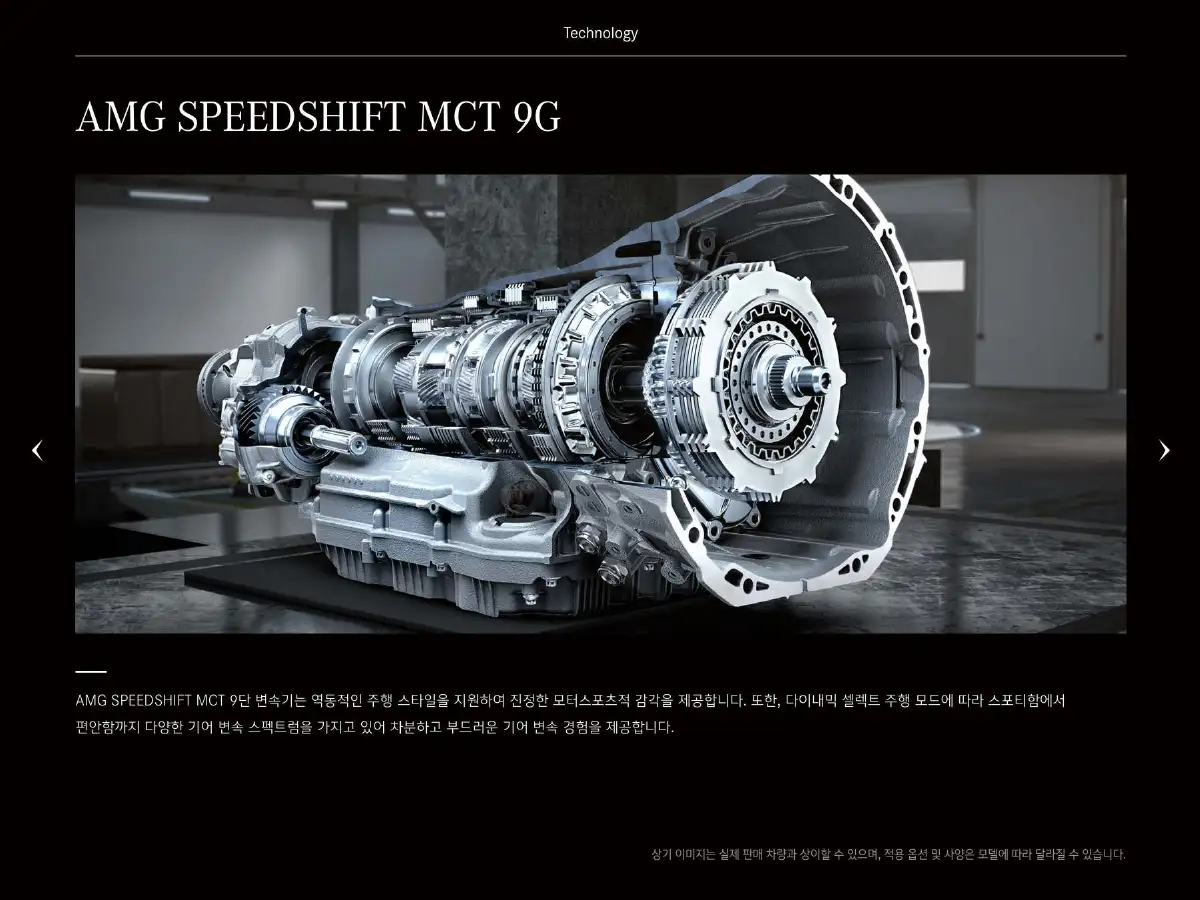 Technology
AMG SPEEDSHIFT MCT 9G
AMG SPEEDSHIFT MCT 9단 변속기는 역동적인 주행 스타일을 지원하여 진정한 모터스포츠적 감각을 제공합니다. 또한, 다이내믹 셀렉트 주행 모드에 따라 스포티함에서
편안함까지 다양한 기어 변속 스펙트럼을 가지고 있어 차분하고 부드러운 기어 변속 경험을 제공합니다.
상기 이미지는 실제 판매 차량과 상이할 수 있으며, 적용 옵션 및 사양은 모델에 따라 달라질 수 있습니다.